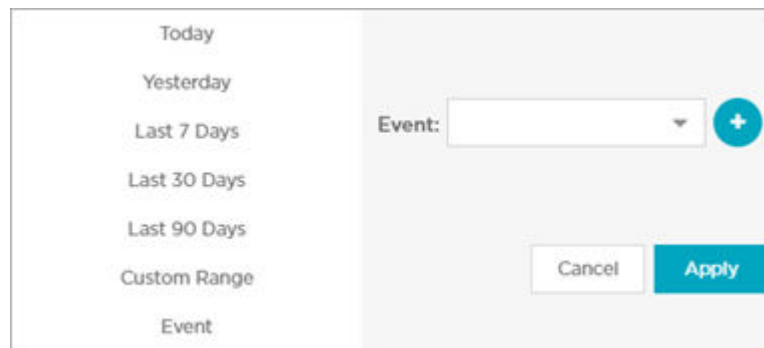 Today
Yesterday
Last 7 Days
Last 30 Days
Last 90 Days
Custom Range
Event
Event:
Cancel
Apply